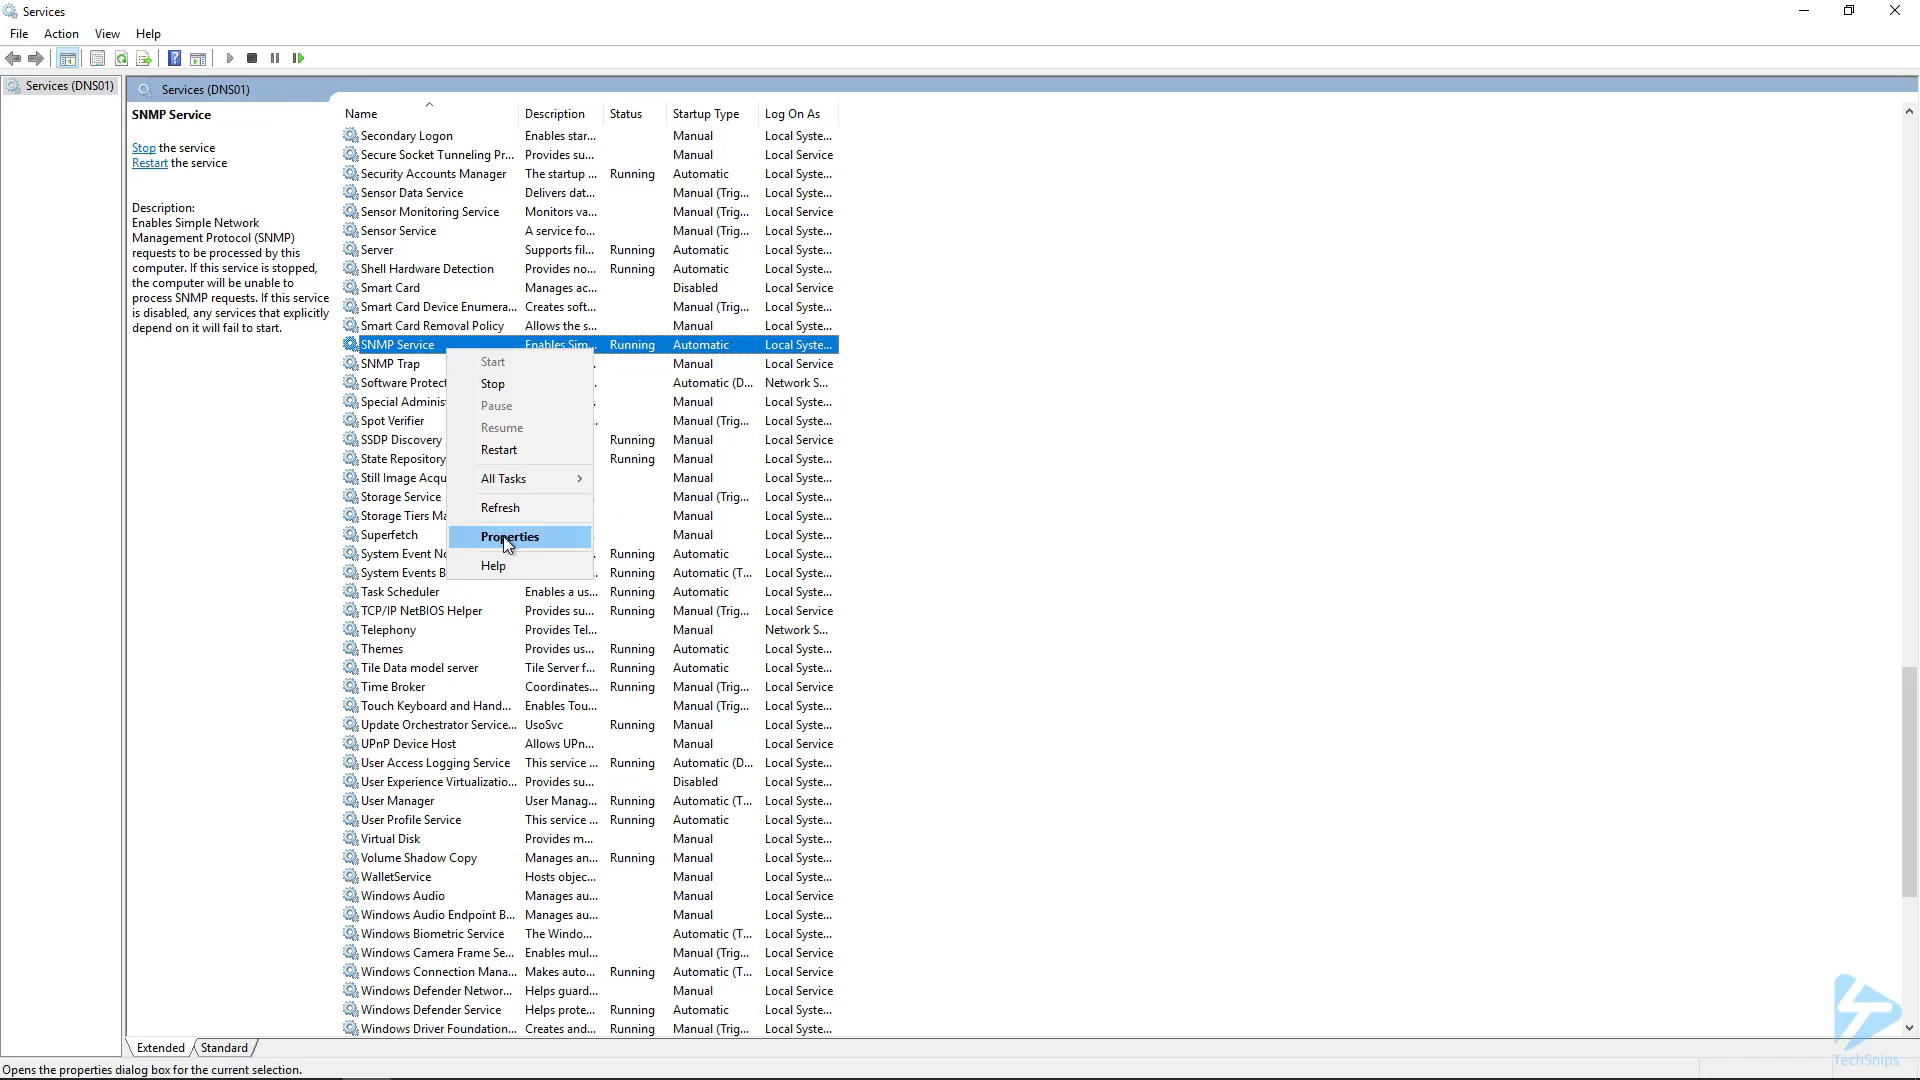 Services
File Action View Help
Services (DNS01)
Services (DNS01)
SNMP Service
Stop the service
Restart the service
Description:
Enables Simple Network
Management Protocol (SNMP)
requests to be processed by this
computer. If this service is stopped,
the computer will be unable to
process SNMP requests. If this service
is disabled, any services that explicitly
depend on it will fail to start.
Name Description Status Startup Type Log On As
Secondary Logon Enables star... Manual Local Syste...
Secure Socket Tunneling Pr... Provides su... Manual Local Service
Security Accounts Manager The startup ... Running Automatic Local Syste...
Sensor Data Service Delivers dat... Manual (Trig... Local Syste...
Sensor Monitoring Service Monitors va... Manual (Trig... Local Service
Sensor Service A service fo... Manual (Trig... Local Syste...
Server Supports fil... Running Automatic Local Syste...
Shell Hardware Detection Provides no... Running Automatic Local Syste...
Smart Card Manages ac... Disabled Local Service
Smart Card Device Enumera... Creates soft... Manual (Trig... Local Syste...
Smart Card Removal Policy Allows the s... Manual Local Syste...
SNMP Service Enables Sim... Running Automatic Local Syste...
SNMP Trap . Manual Local Service
Software Protect . Automatic (D... Network S...
Special Adminis . Manual Local Syste...
Spot Verifier . Manual (Trig... Local Syste...
SSDP Discovery Running Manual Local Service
State Repository Running Manual Local Syste...
Still Image Acqu Manual Local Syste...
Storage Service . Manual (Trig... Local Syste...
Storage Tiers Ma Manual Local Syste...
Superfetch . Manual Local Syste...
System Event No . Running Automatic Local Syste...
System Events B . Running Automatic (T... Local Syste...
Start
Stop
Pause
Resume
Restart
All Tasks
Refresh
Properties
Help
Task Scheduler Enables a us... Running Automatic Local Syste...
TCP/IP NetBIOS Helper Provides su... Running Manual (Trig... Local Service
Telephony Provides Tel... Manual Network S...
Themes Provides us... Running Automatic Local Syste...
Tile Data model server Tile Server f... Running Automatic Local Syste...
Time Broker Coordinates... Running Manual (Trig... Local Service
Touch Keyboard and Hand... Enables Tou... Manual (Trig... Local Syste...
Update Orchestrator Service... UsoSvc Running Manual Local Syste...
UPnP Device Host Allows UPn... Manual Local Service
User Access Logging Service This service ... Running Automatic (D... Local Syste...
User Experience Virtualizatio... Provides su... Disabled Local Syste...
User Manager User Manag... Running Automatic (T... Local Syste...
User Profile Service This service ... Running Automatic Local Syste...
Virtual Disk Provides m... Manual Local Syste...
Volume Shadow Copy Manages an... Running Manual Local Syste...
WalletService Hosts objec... Manual Local Syste...
Windows Audio Manages au... Manual Local Service
Windows Audio Endpoint B... Manages au... Manual Local Syste...
Windows Biometric Service The Windo... Automatic (T... Local Syste...
Windows Camera Frame Se... Enables mul... Manual (Trig... Local Service
Windows Connection Mana... Makes auto... Running Automatic (T... Local Service
Windows Defender Networ... Helps guard... Manual Local Service
Windows Defender Service Helps prote... Running Automatic Local Syste...
Windows Driver Foundation... Creates and... Running Manual (Trig... Local Syste...
Extended Standard
Opens the properties dialog box for the current selection.
TechSnips